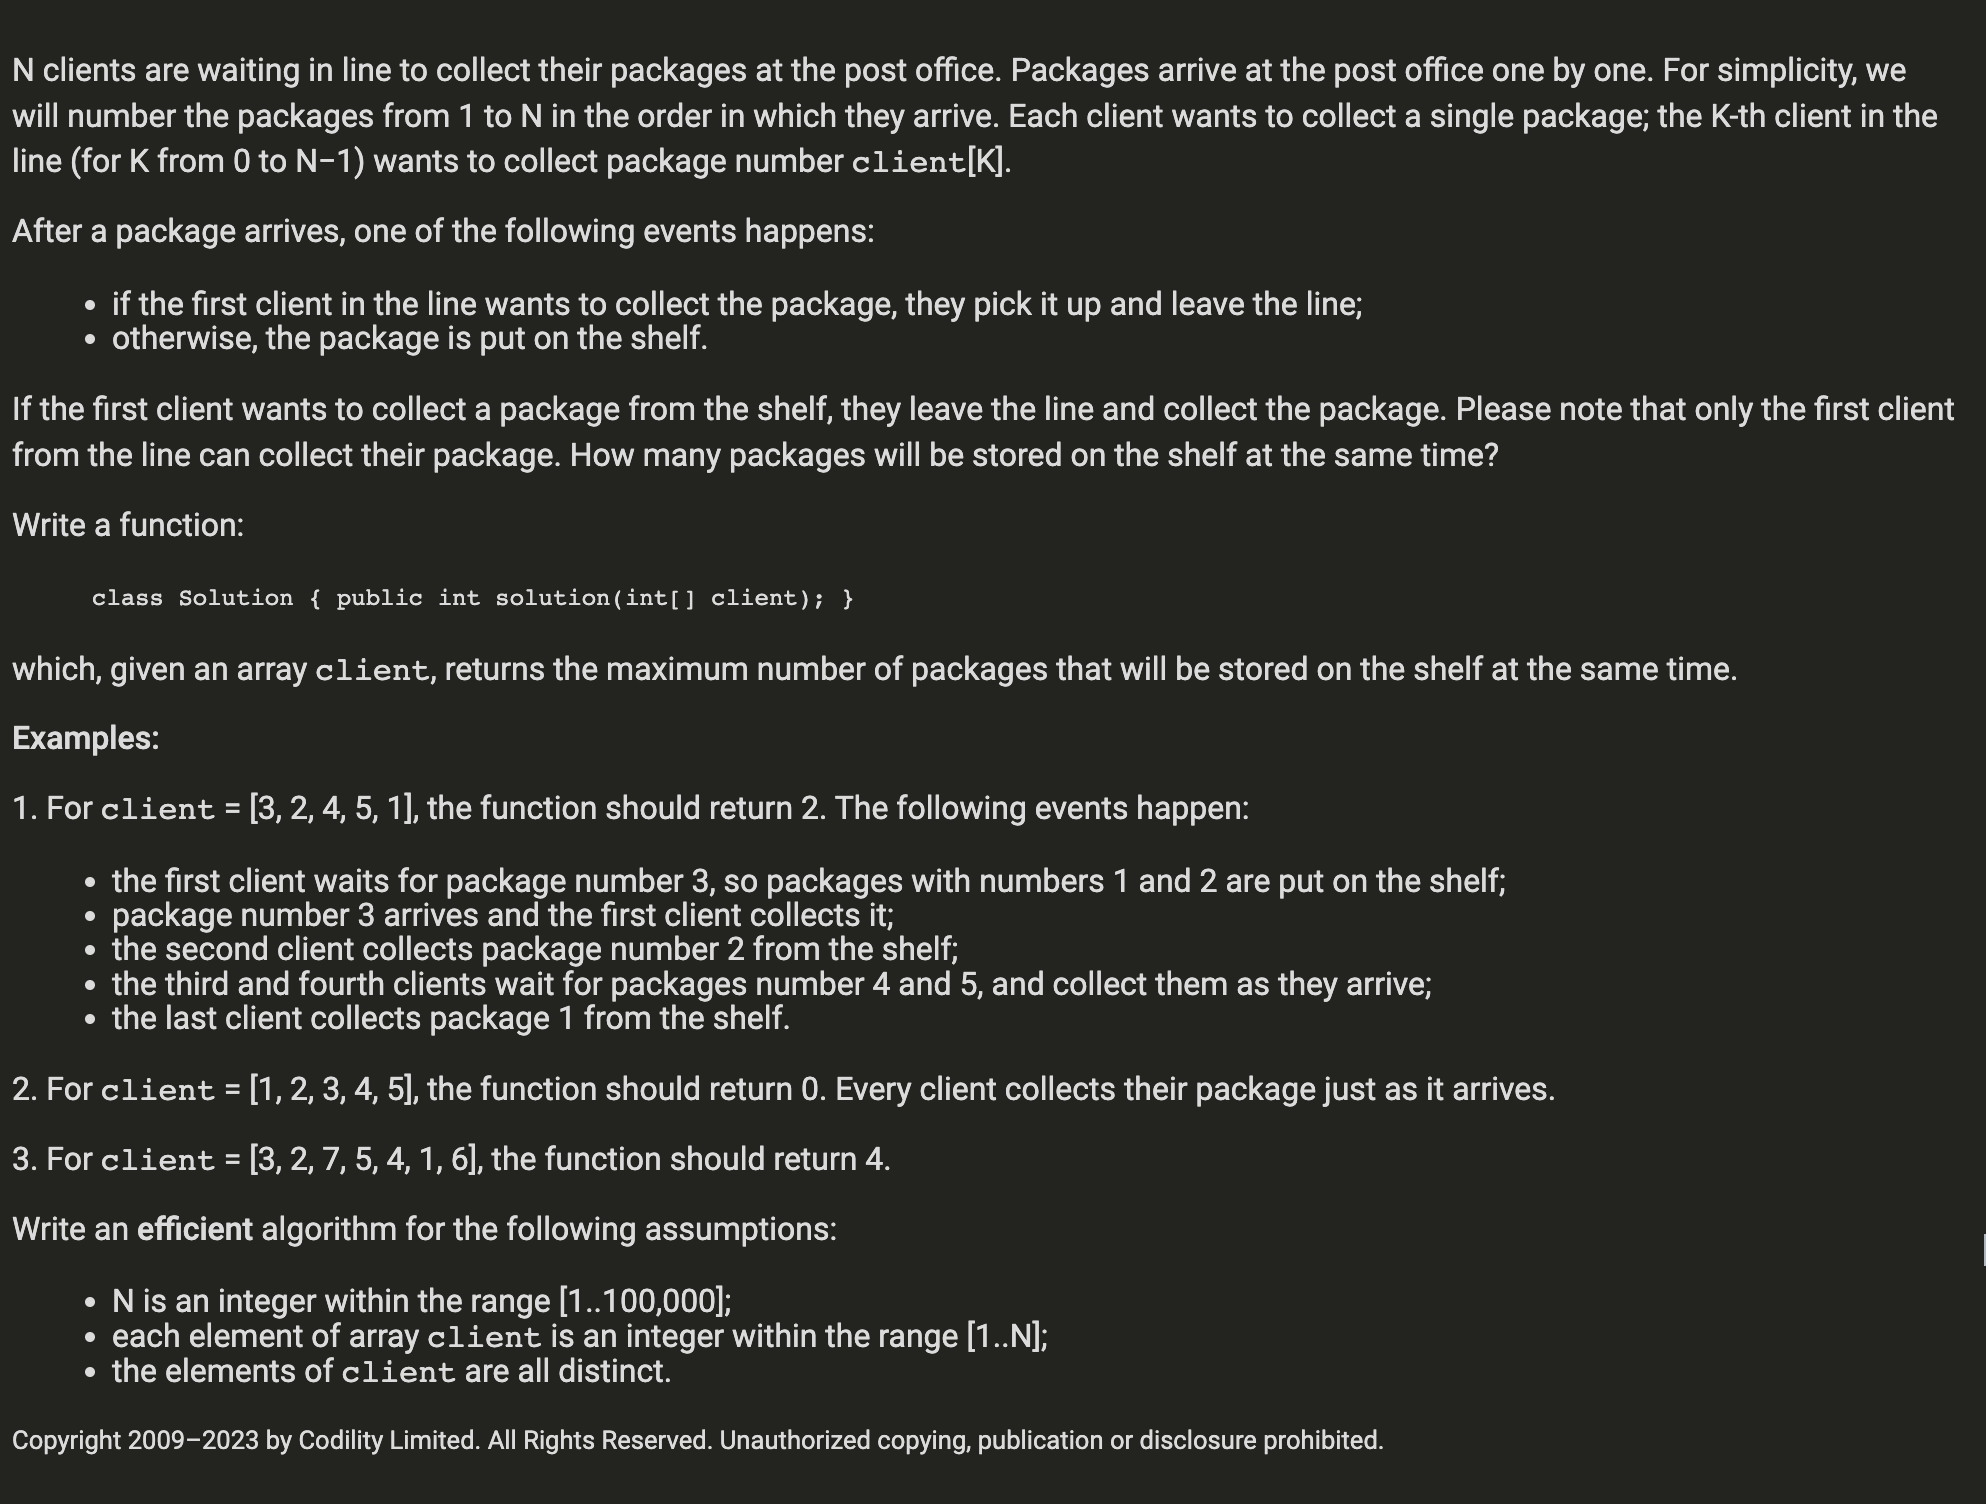 N clients are waiting in line to collect their packages at the post office. Packages arrive at the post office one by one. For simplicity, we
will number the packages from 1 to N in the order in which they arrive. Each client wants to collect a single package; the K-th client in the
line (for K from 0 to N−1) wants to collect package number client[K].
After a package arrives, one of the following events happens:
• if the first client in the line wants to collect the package, they pick it up and leave the line;
• otherwise, the package is put on the shelf.
If the first client wants to collect a package from the shelf, they leave the line and collect the package. Please note that only the first client
from the line can collect their package. How many packages will be stored on the shelf at the same time?
Write a function:
class Solution { public int solution(int[] client); }
which, given an array client, returns the maximum number of packages that will be stored on the shelf at the same time.
Examples:
1. For client = [3, 2, 4, 5, 1], the function should return 2. The following events happen:
• the first client waits for package number 3, so packages with numbers 1 and 2 are put on the shelf;
• package number 3 arrives and the first client collects it;
• the second client collects package number 2 from the shelf;
• the third and fourth clients wait for packages number 4 and 5, and collect them as they arrive;
• the last client collects package 1 from the shelf.
2. For client = [1, 2, 3, 4, 5], the function should return 0. Every client collects their package just as it arrives.
3. For client = [3, 2, 7, 5, 4, 1, 6], the function should return 4.
Write an efficient algorithm for the following assumptions:
• N is an integer within the range [1..100,000];
• each element of array client is an integer within the range [1..N];
• the elements of client are all distinct.
Copyright 2009–2023 by Codility Limited. All Rights Reserved. Unauthorized copying, publication or disclosure prohibited.